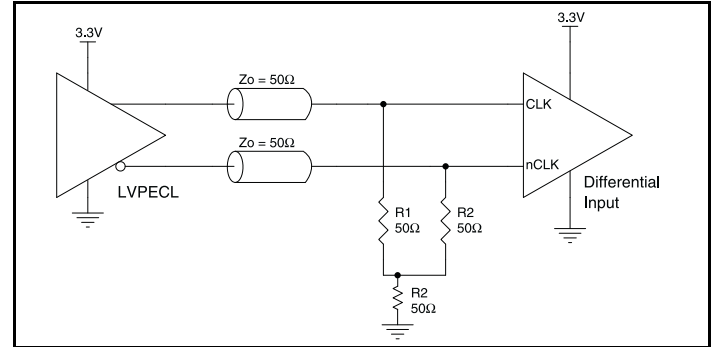 3.3V
3.3V
Zo = 50Ω
CLK
Zo = 50Ω
nCLK
LVPECL
Differential
Input
R1
50Ω
R2
50Ω
R2
50Ω